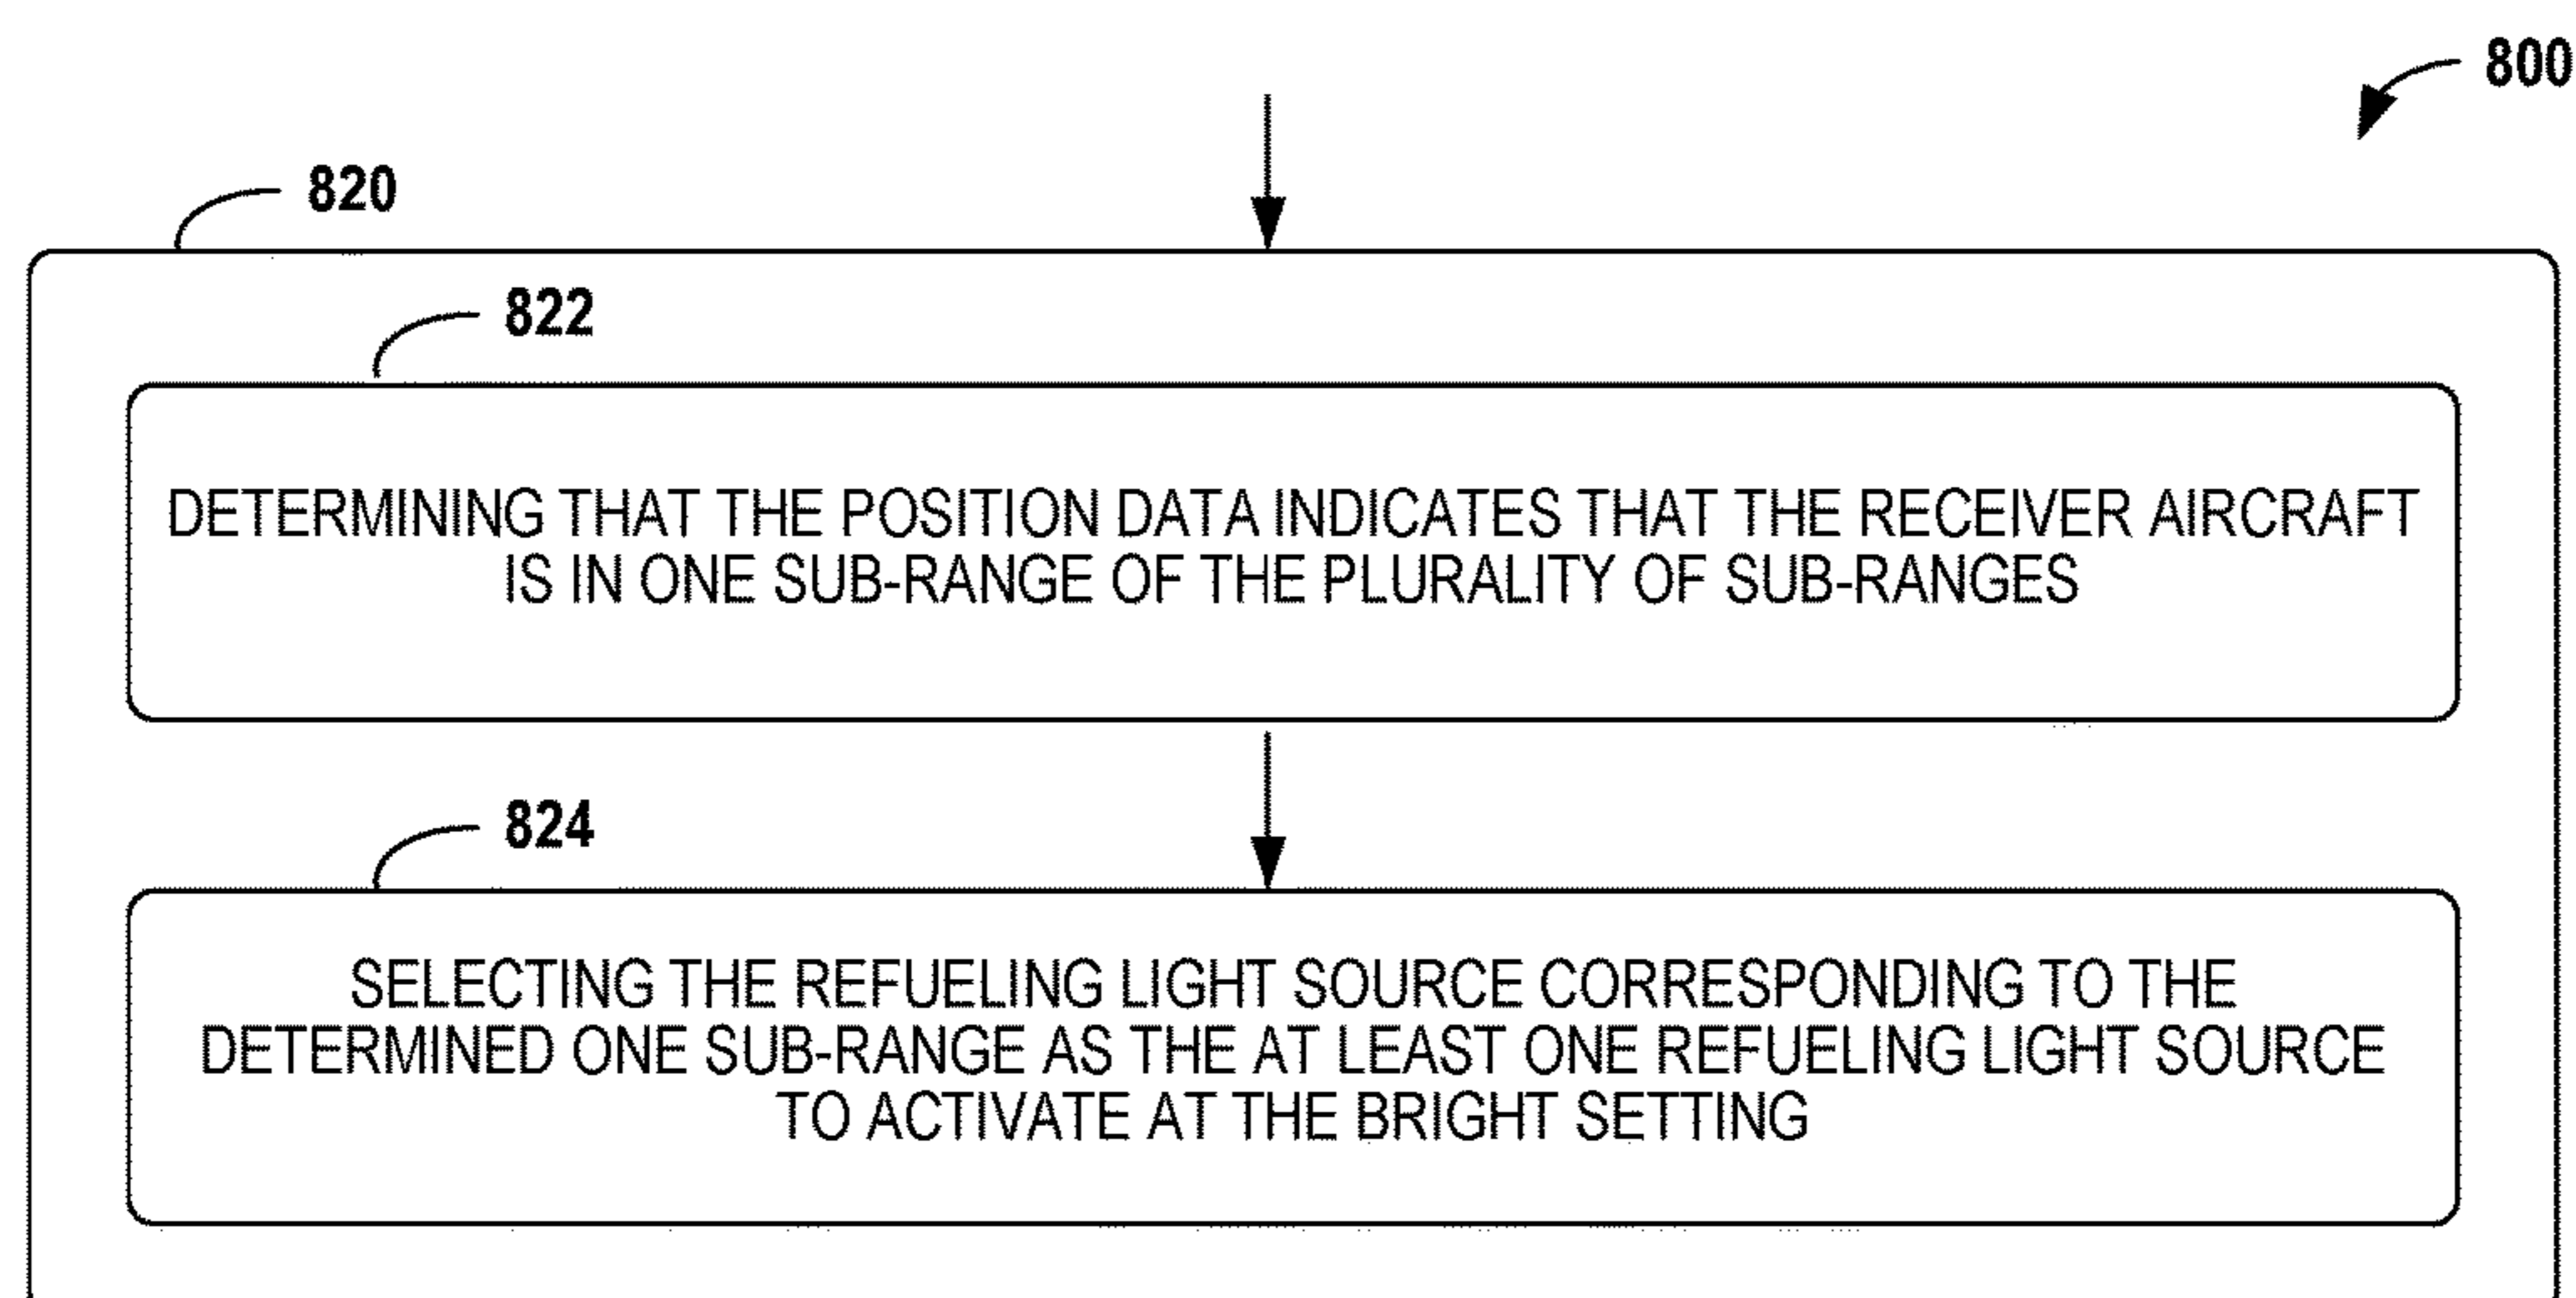 800
820
822
DETERMINING THAT THE POSITION DATA INDICATES THAT THE RECEIVER AIRCRAFT
IS IN ONE SUB-RANGE OF THE PLURALITY OF SUB-RANGES
824
SELECTING THE REFUELING LIGHT SOURCE CORRESPONDING TO THE
DETERMINED ONE SUB-RANGE AS THE AT LEAST ONE REFUELING LIGHT SOURCE
TO ACTIVATE AT THE BRIGHT SETTING